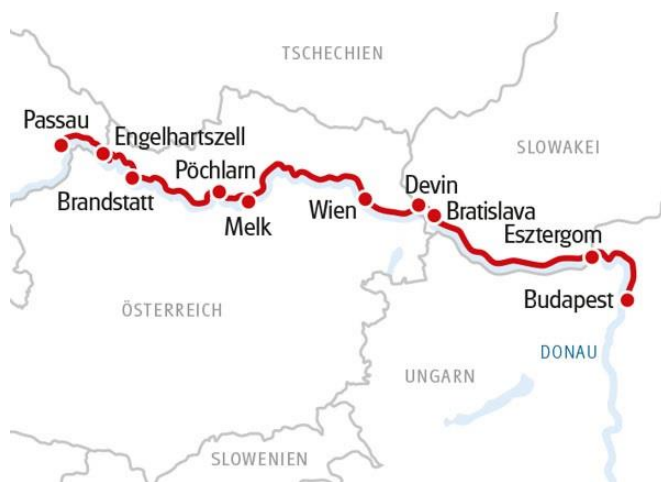 TSCHECHIEN
Passau
Engelhartszell
SLOWAKEI
Pöchlarn
Devin
Brandstatt
Wien
Bratislava
Melk
Esztergom
Budapest
ÖSTERREICH
DONAU
UNGARN
SLOWENIEN